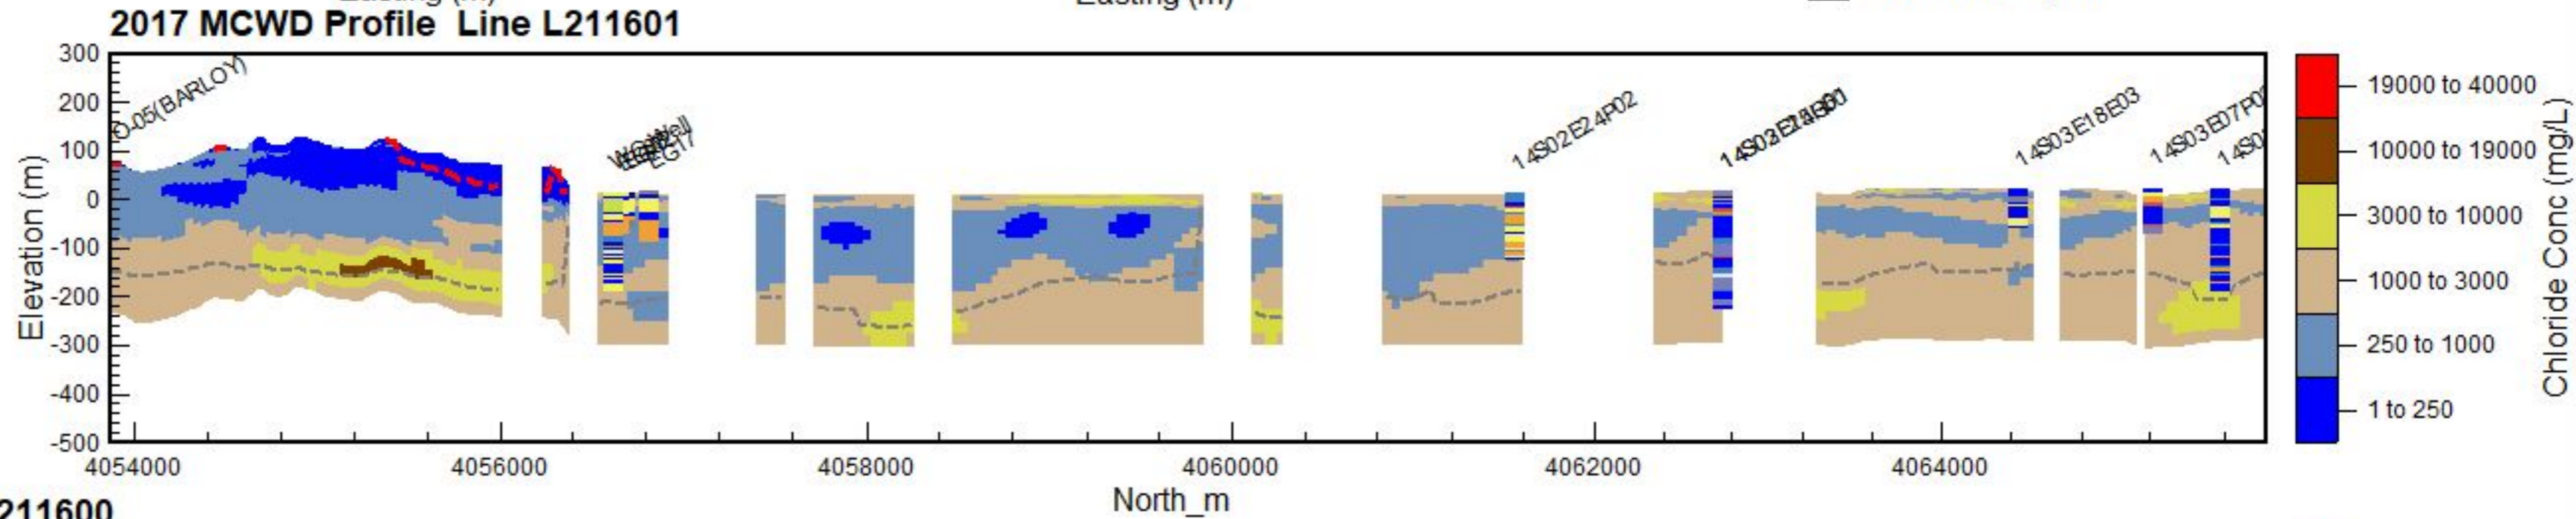 Easting (m)
Easting (m)
2017 MCWD Profile Line L211601
300
200
100
0
-100
-200
-300
-400
-500
Elevation (m)
O-05(BARLOY)
EG17
14S02E24P02
14S03E18E03
14S03E07P0
14S0
4054000
4056000
4058000
4060000
4062000
4064000
North_m
19000 to 40000
10000 to 19000
3000 to 10000
1000 to 3000
250 to 1000
1 to 250
Chloride Conc (mg/L)
211600